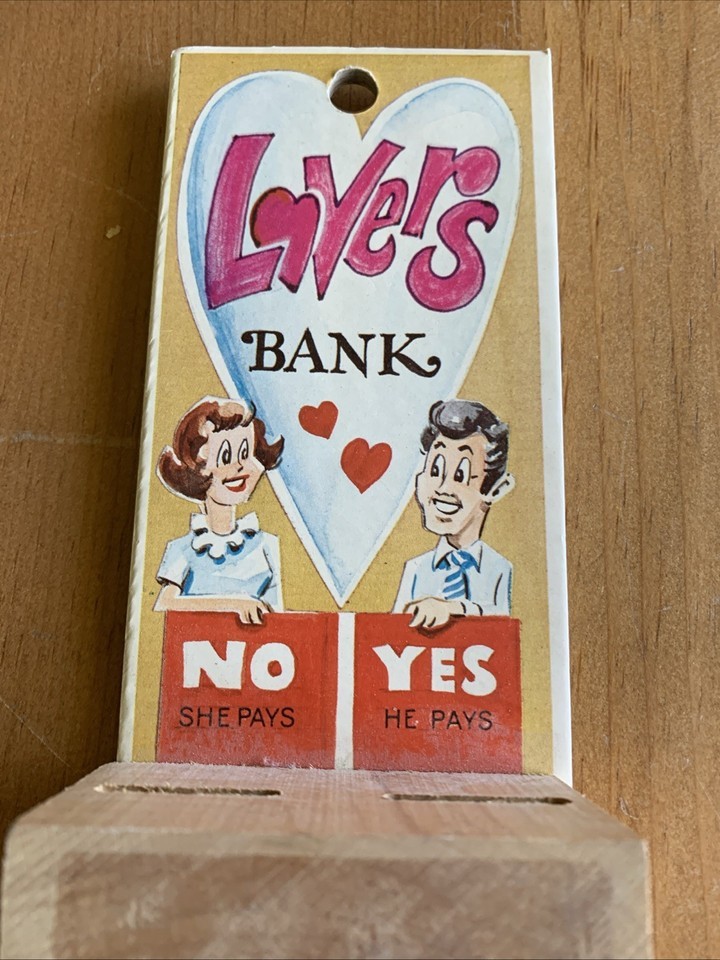 Lovers
BANK
NO
SHE PAYS
YES
HE PAYS